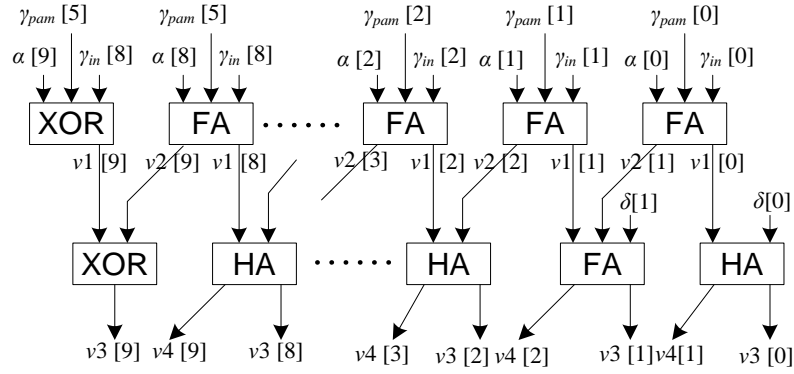 γpam [5] γpam [5] γpam [2] γpam [1] γpam [0]
α [9] γin [8] α [8] γin [8] α [2] γin [2] α [1] γin [1] α [0] γin [0]
XOR FA ...... FA FA FA
v1 [9] v2 [9] v1 [8] v2 [3] v1 [2] v2 [2] v1 [1] v2 [1] v1 [0]
δ[1] δ[0]
XOR HA ...... HA FA HA
v3 [9] v4 [9] v3 [8] v4 [3] v3 [2] v4 [2] v3 [1] v4[1] v3 [0]